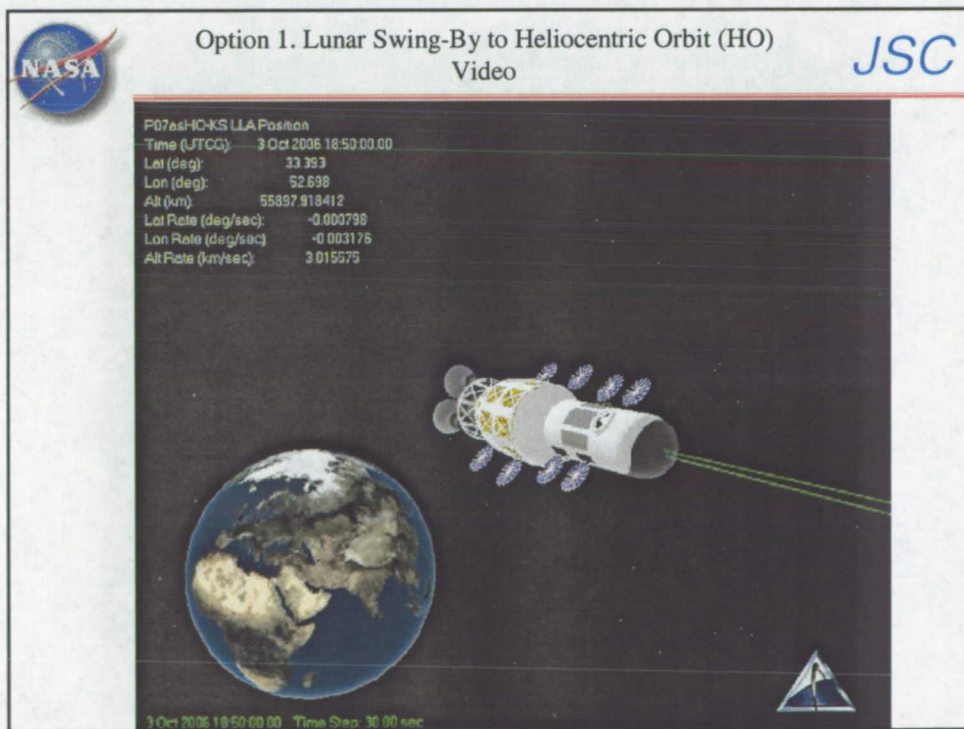 Option 1. Lunar Swing-By to Heliocentric Orbit (HO)
Video
NASA
JSC
P07asHO-KS LLA Position
Time (UTCG): 3 Oct 2006 18:50:00.00
Lat (deg): 33.393
Lon (deg): 52.698
Alt (km): 55897.918412
Lat Rate (deg/sec): -0.000798
Lon Rate (deg/sec) -0.003176
Alt Rate (km/sec): 3.015575
3 Oct 2006 18:50:00.00 Time Step: 30.00 sec